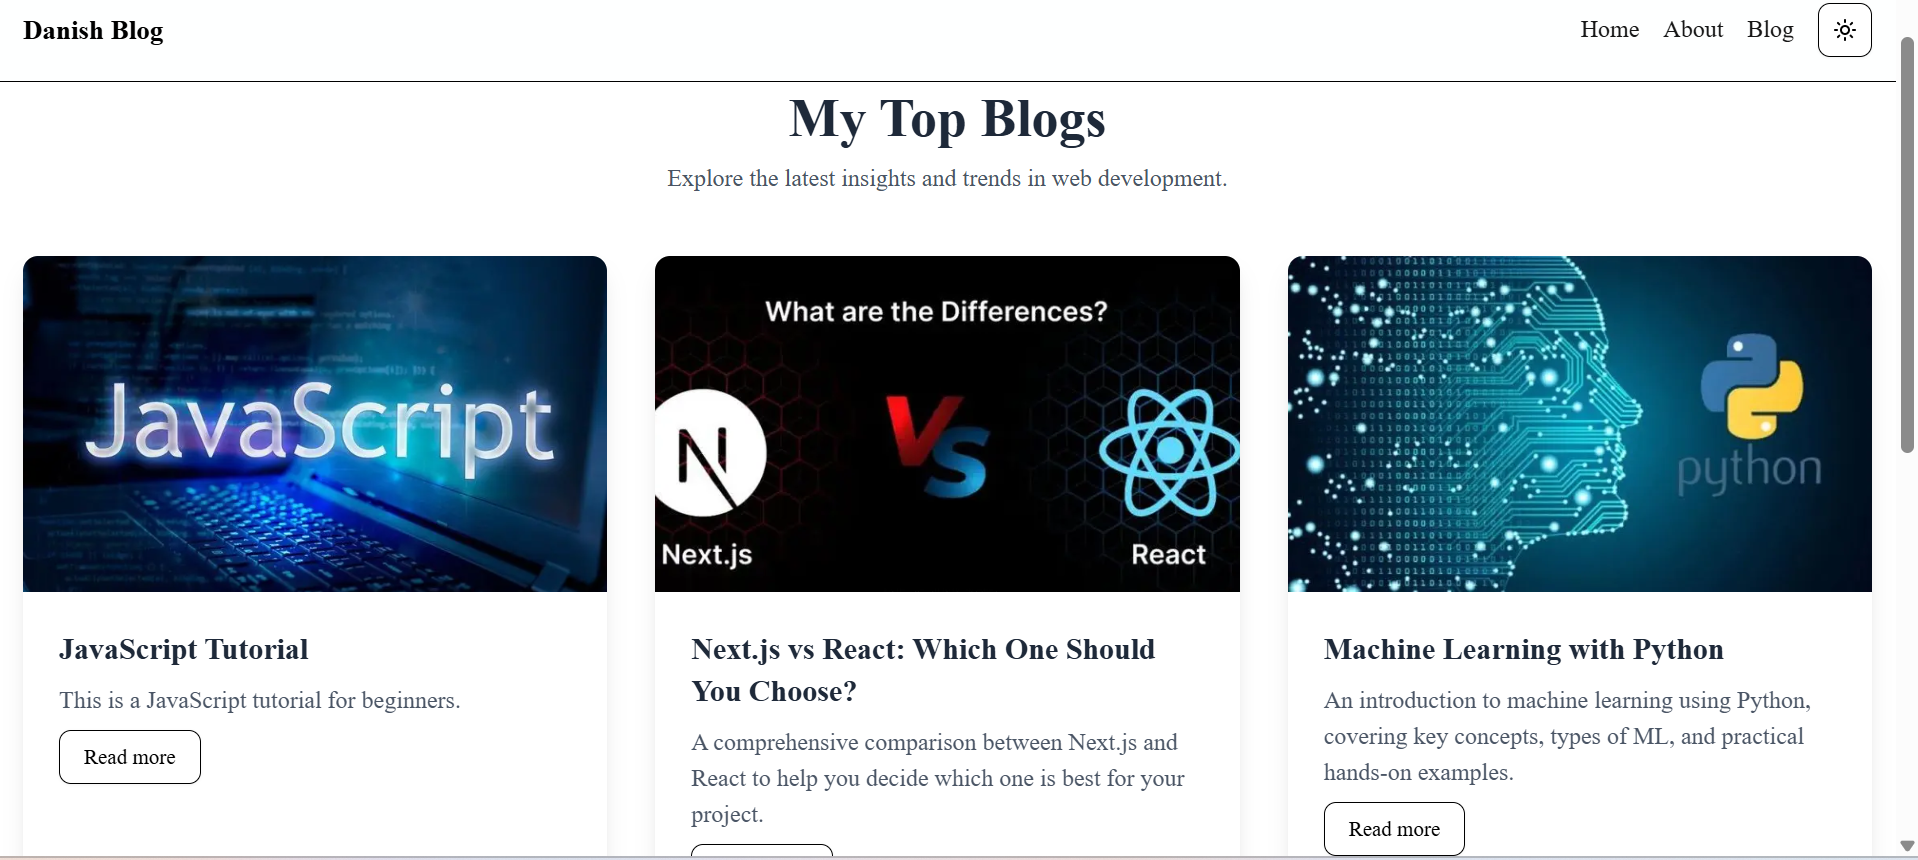 Danish Blog
Home About Blog
My Top Blogs
Explore the latest insights and trends in web development.
JavaScript
What are the Differences?
N
VS
Next.js
React
python
JavaScript Tutorial
This is a JavaScript tutorial for beginners.
Read more
Next.js vs React: Which One Should
You Choose?
A comprehensive comparison between Next.js and
React to help you decide which one is best for your
project.
Machine Learning with Python
An introduction to machine learning using Python,
covering key concepts, types of ML, and practical
hands-on examples.
Read more